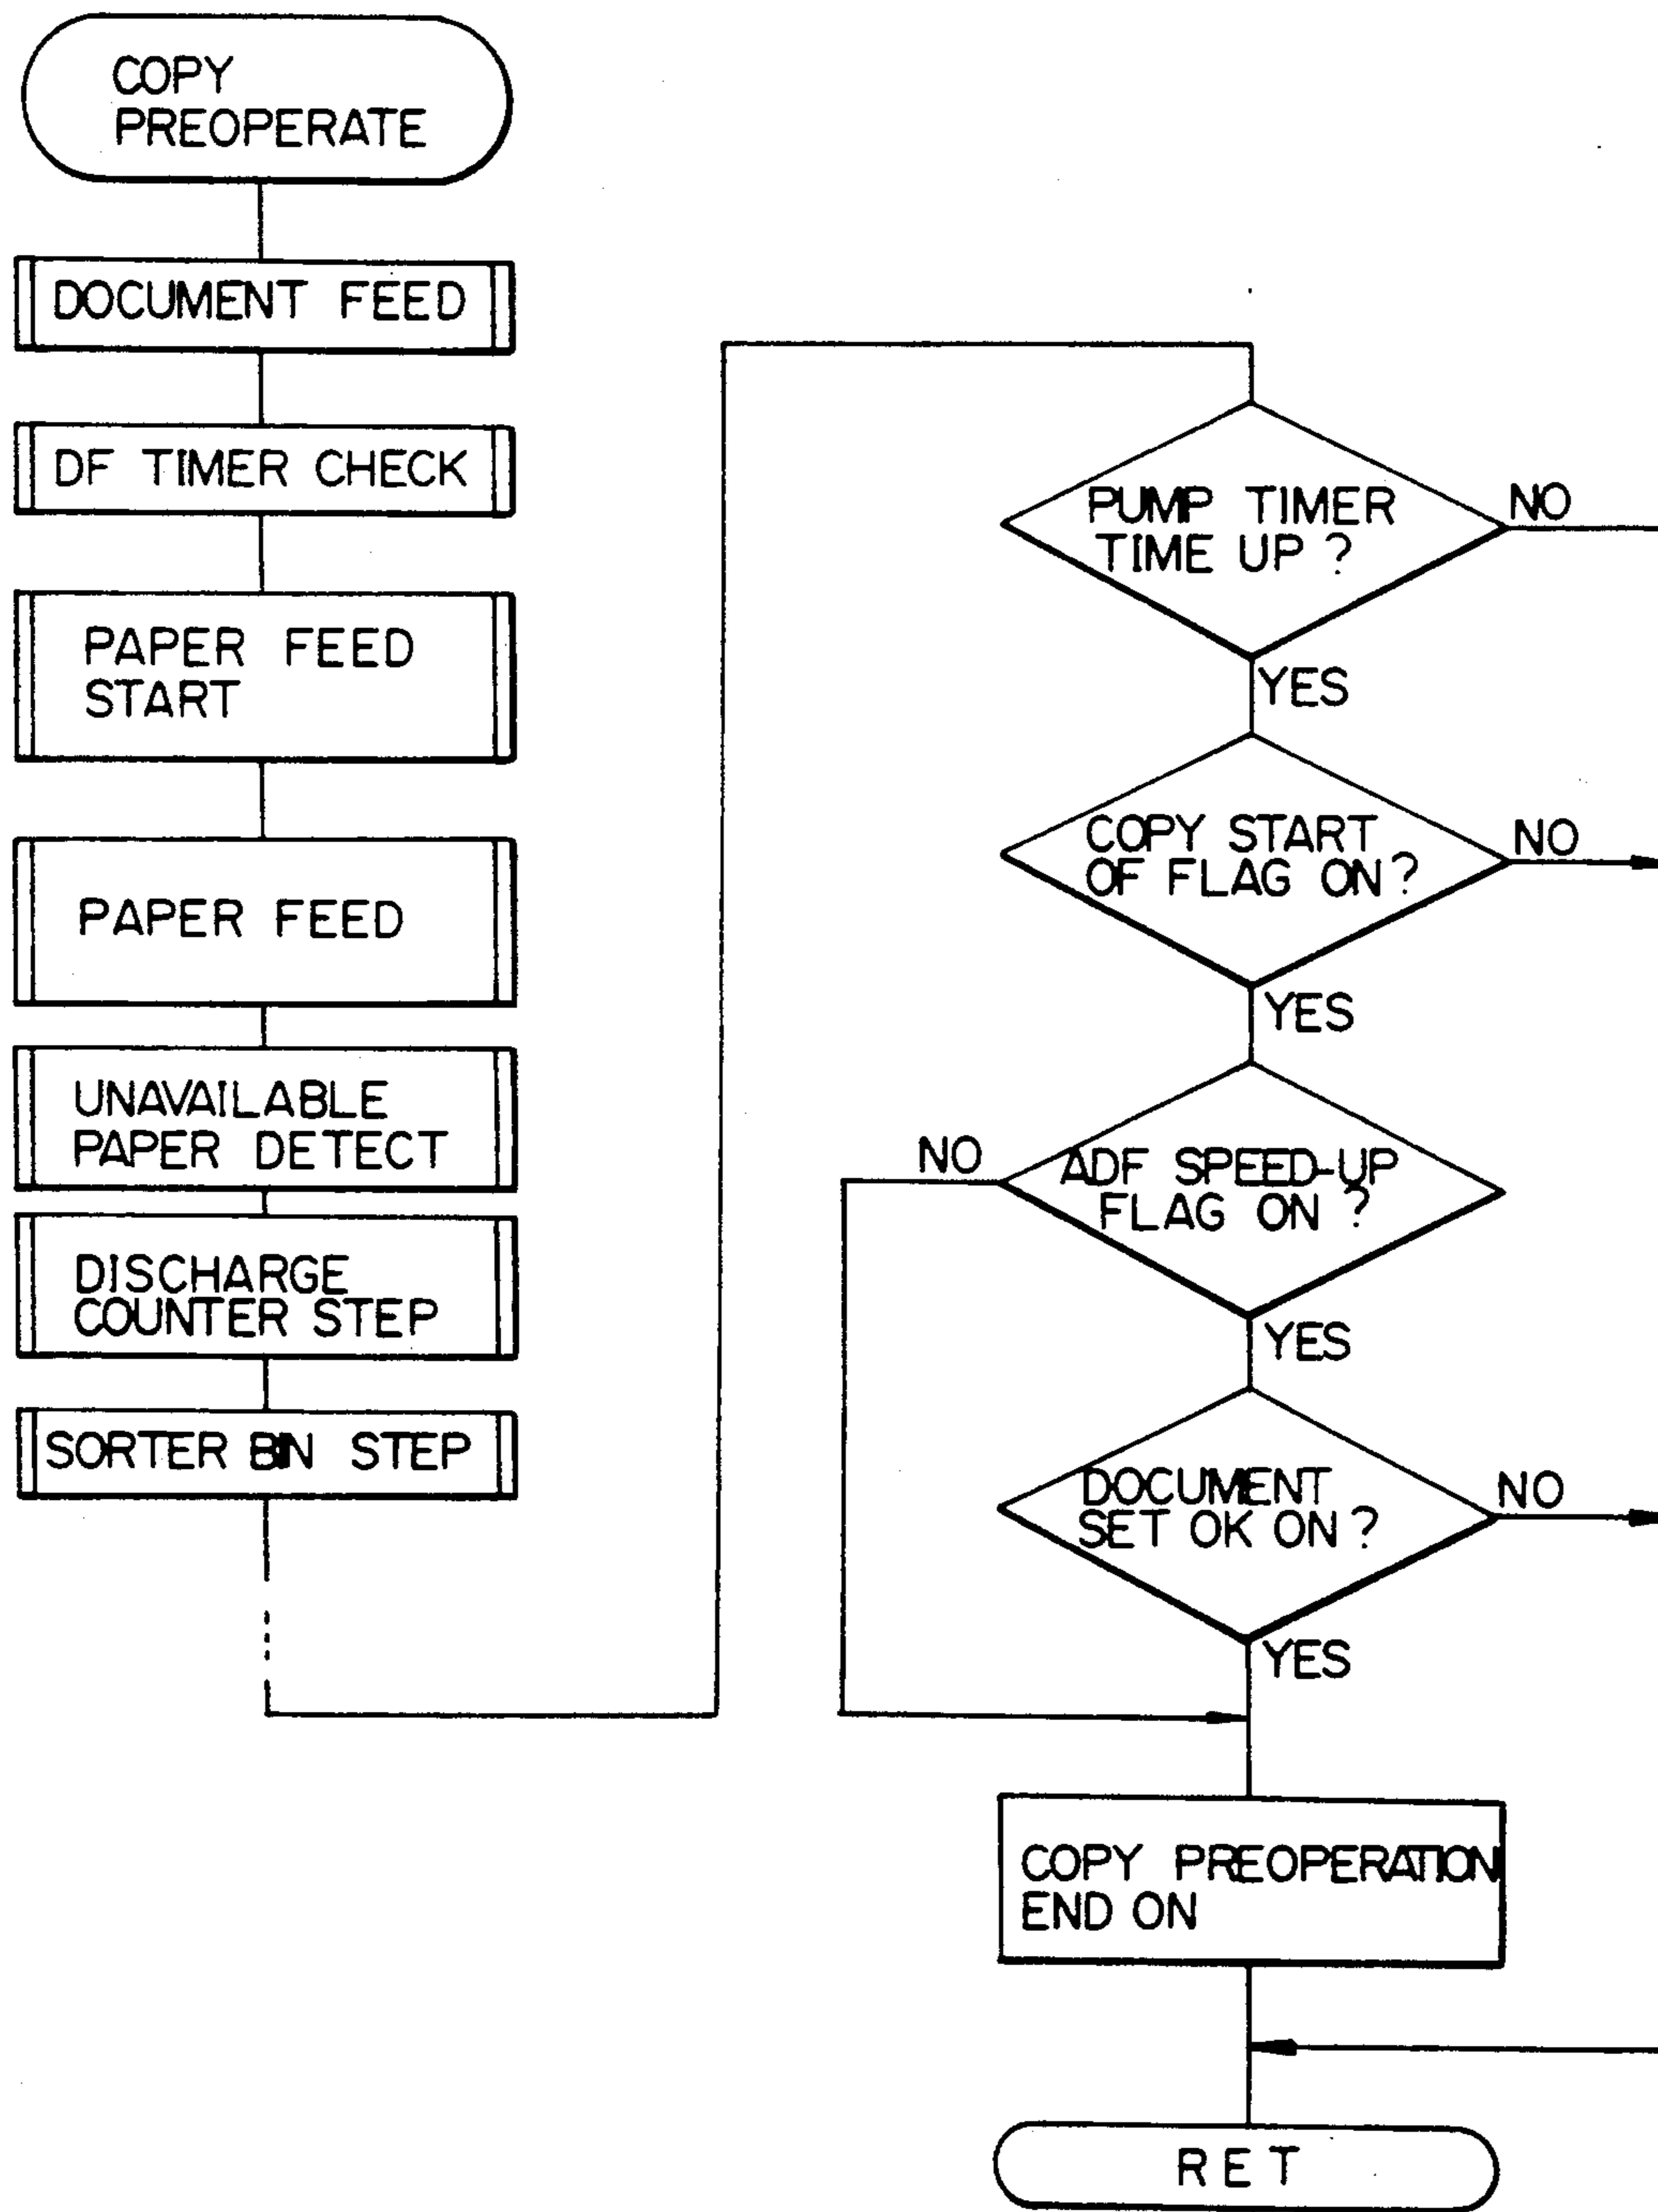 COPY
PREOPERATE
DOCUMENT FEED
DF TIMER CHECK
PAPER FEED
START
PAPER FEED
UNAVAILABLE
PAPER DETECT
DISCHARGE
COUNTER STEP
SORTER BIN STEP
PUMP TIMER
TIME UP ?
NO
YES
COPY START
OF FLAG ON ?
NO
YES
ADF SPEED-UP
FLAG ON ?
NO
YES
DOCUMENT
SET OK ON ?
NO
YES
COPY PREOPERATION
END ON
RET